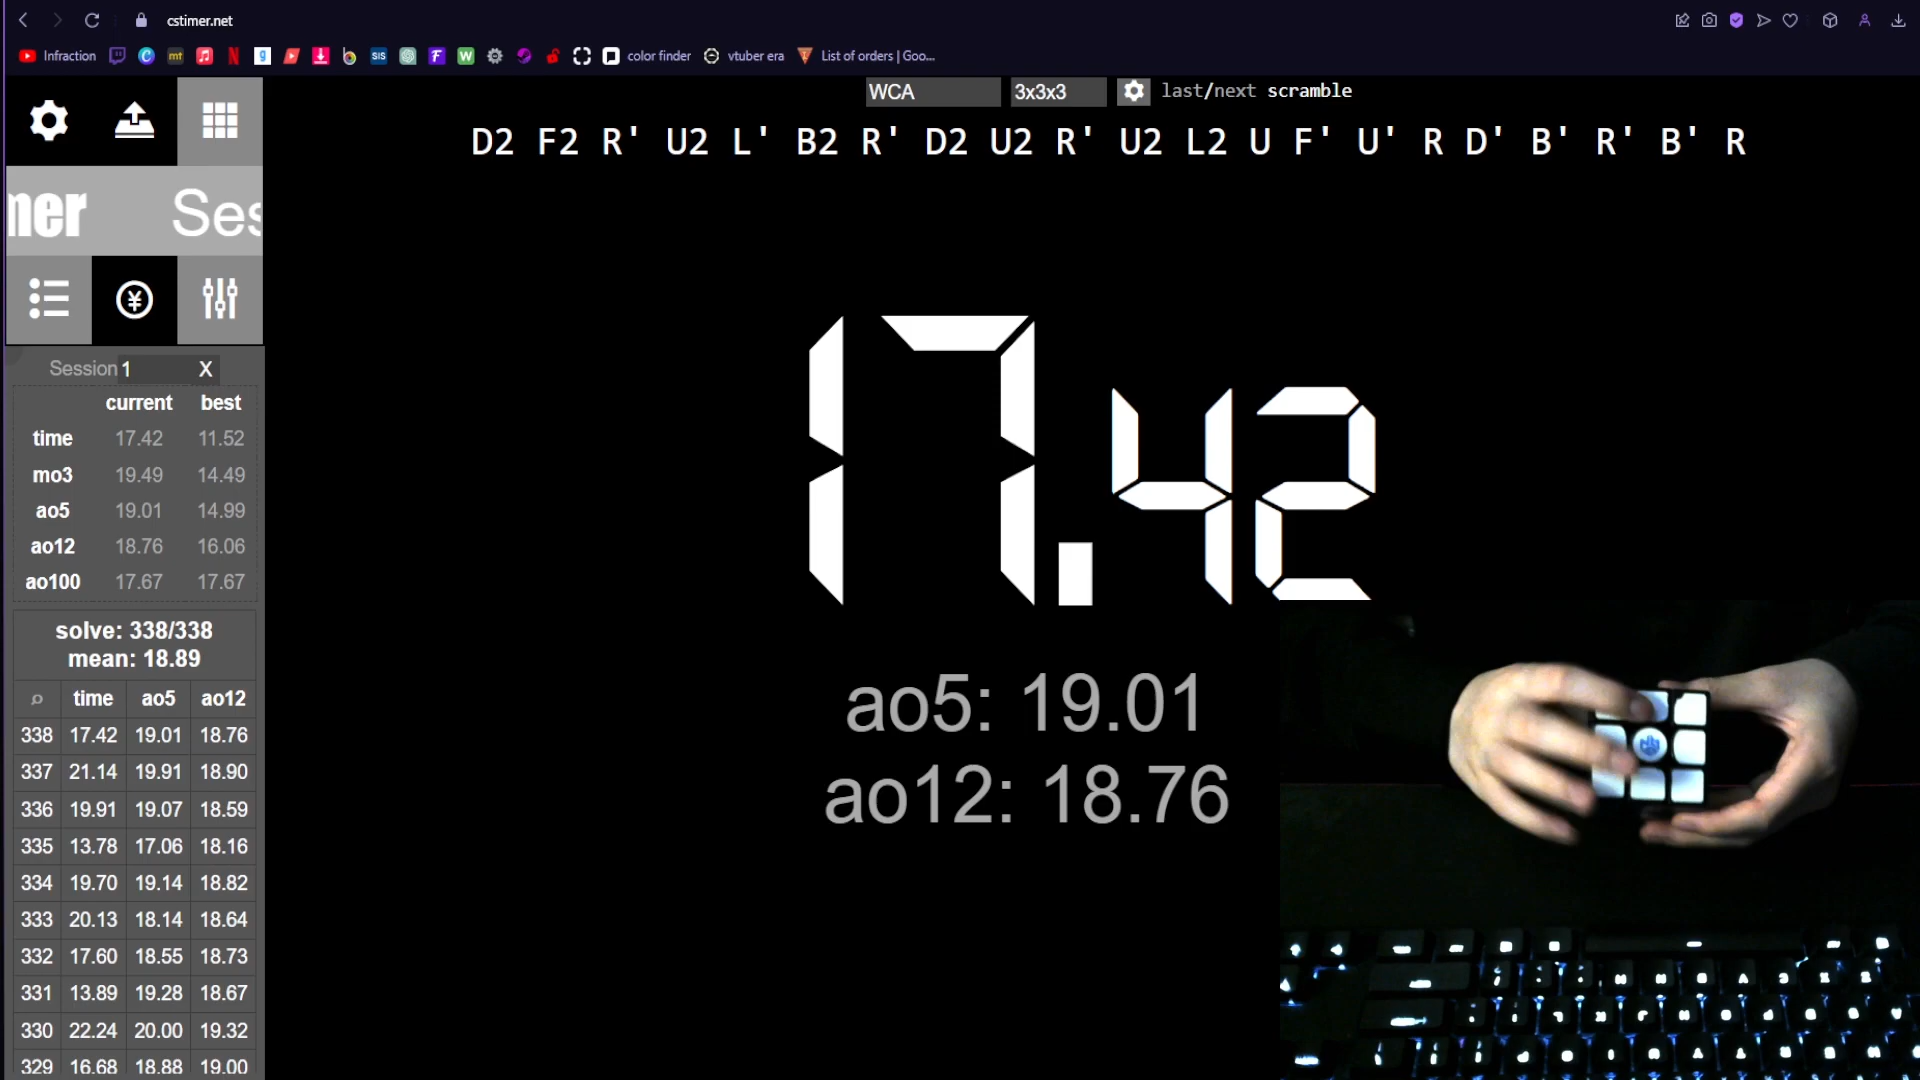 cstimer.net
Infraction
mt
SIS
color finder
vtuber era
List of orders | Goo...
WCA 3x3x3 last/next scramble
D2 F2 R' U2 L' B2 R' D2 U2 R' U2 L2 U F' U' R D' B' R' B' R
mer Ses
Session 1 X
current best
time 17.42 11.52
mo3 19.49 14.49
ao5 19.01 14.99
ao12 18.76 16.06
ao100 17.67 17.67
solve: 338/338
mean: 18.89
time ao5 ao12
338 17.42 19.01 18.76
337 21.14 19.91 18.90
336 19.91 19.07 18.59
335 13.78 17.06 18.16
334 19.70 19.14 18.82
333 20.13 18.14 18.64
332 17.60 18.55 18.73
331 13.89 19.28 18.67
330 22.24 20.00 19.32
329 16.68 18.88 19.00
17.42
ao5: 19.01
ao12: 18.76